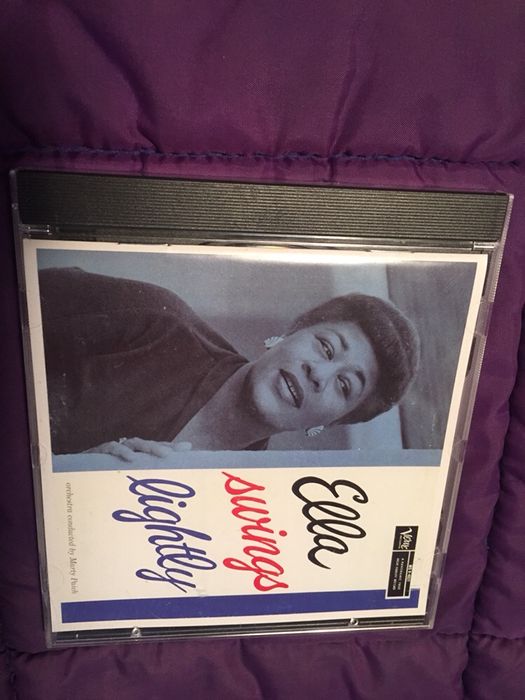 Ella
swings
lightly
orchestra conducted by Marty Paich
Verve